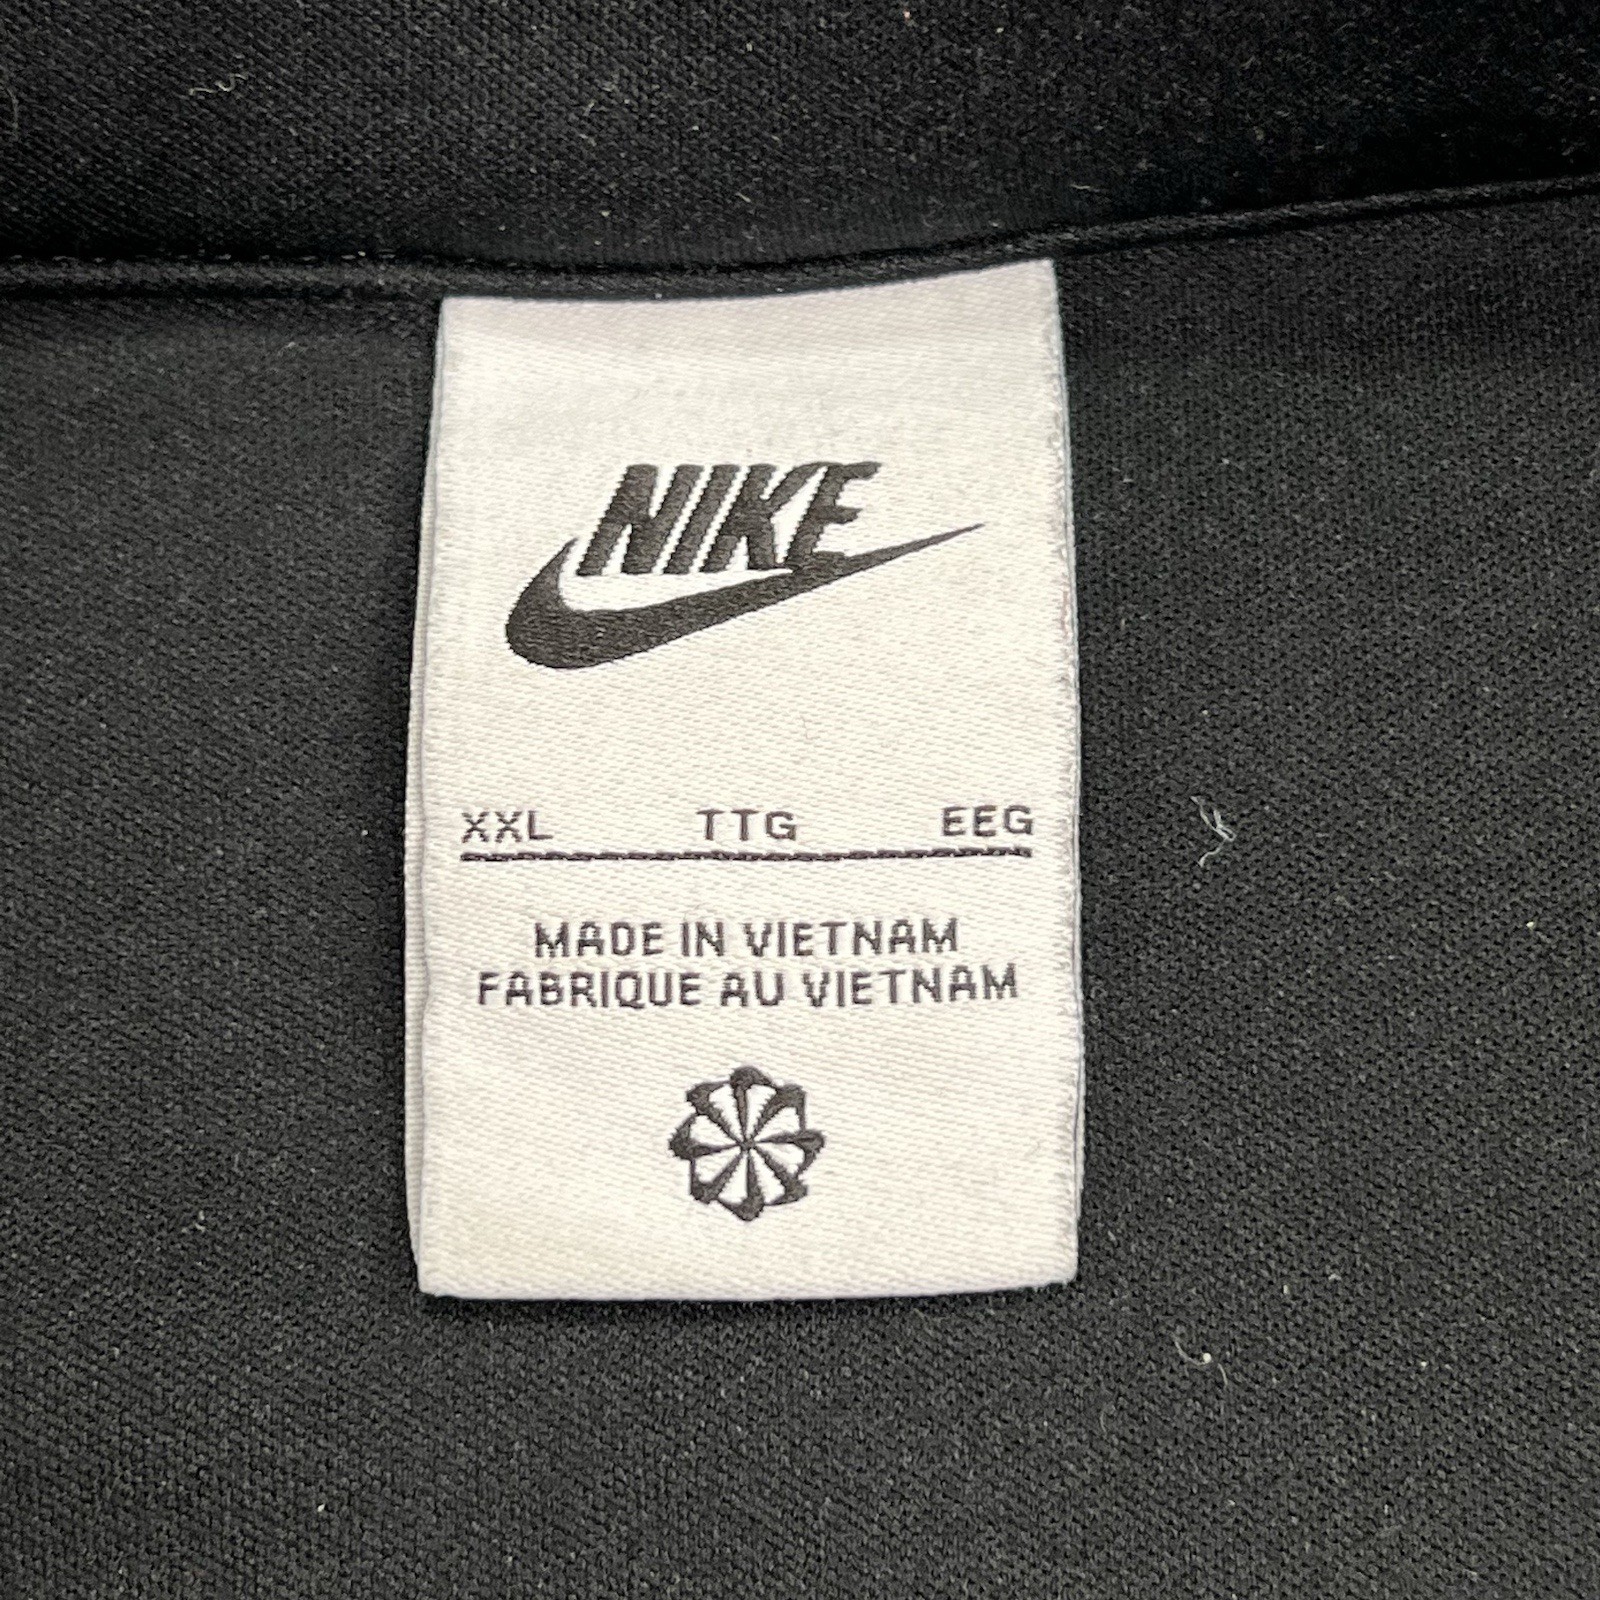 NIKE
XXL TTG EEG
MADE IN VIETNAM
FABRIQUE AU VIETNAM